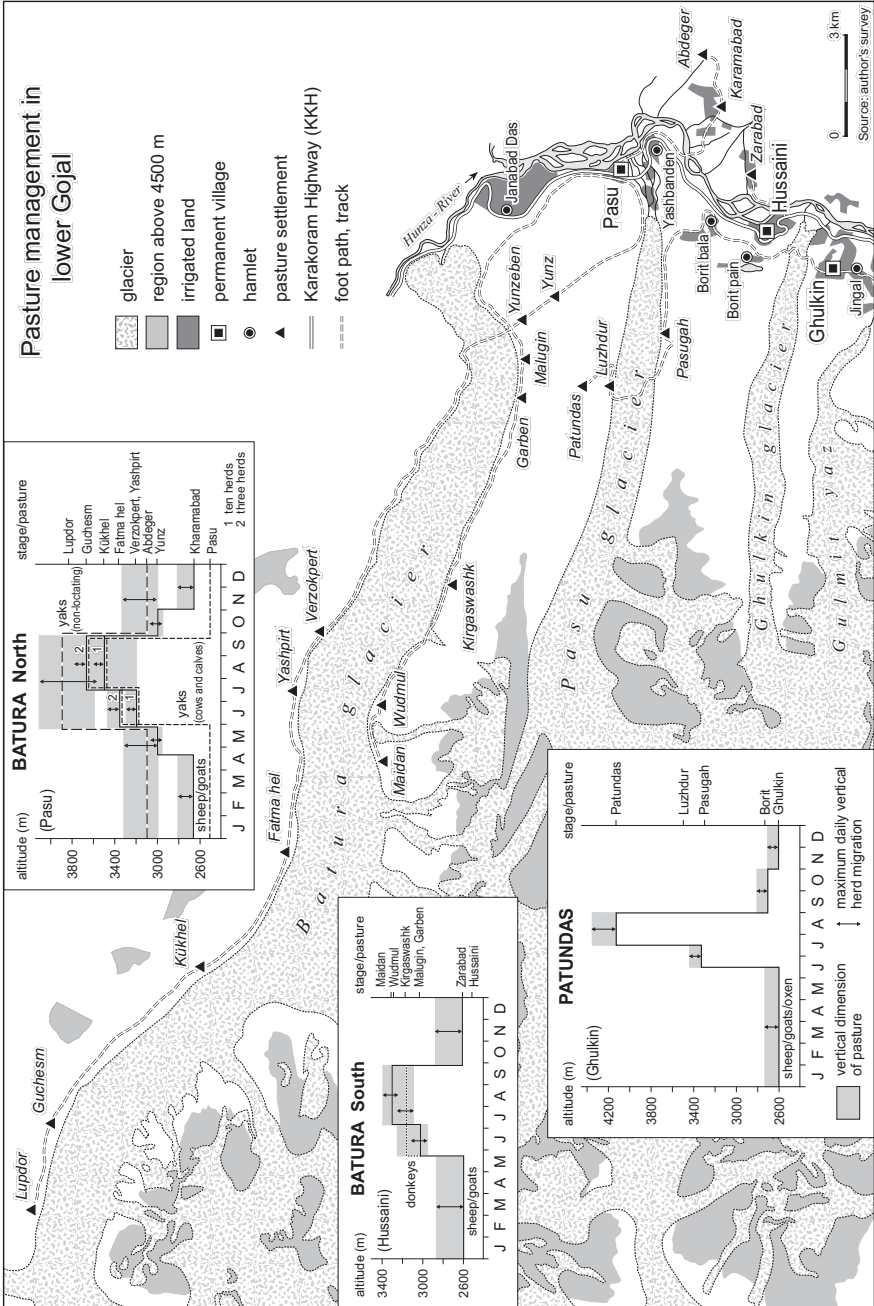 Pasture management in
lower Gojal
glacier
region above 4500 m
irrigated land
permanent village
hamlet
pasture settlement
Karakoram Highway (KKH)
foot path, track
BATURA North
altitude (m)
stage/pasture
(Pasu)
3800
3400
3000
2600
yaks
(non-loctating)
2
1
2
1
yaks
(cows and calves)
sheep/goats
J F M A M J J A S O N D
Lupdor
Guchesm
Kükhel
Fatma hel
Verzokpert, Yashpirt
Abdeger
Yunz
Kharamabad
Pasu
1 ten herds
2 three herds
Lupdor
Guchesm
Kükhel
Fatma hel
Yashpirt
Verzokpert
Batura glacier
Maidan
Wudmul
Kirgaswashk
Garben
Malugin
Yunzeben
Yunz
Hunza - River
Janabad Das
Pasu
Yashbanden
Abdeger
Karamabad
Zarabad
Hussaini
Borit bala
Borit pain
Ghulkin
Jingal
Patundas
Luzhdur
Pasugah
Pasu glacier
Ghulkin glacier
Gulmit yaz
BATURA South
altitude (m)
stage/pasture
(Hussaini)
3400
3000
2600
donkeys
sheep/goats
J F M A M J J A S O N D
Maidan
Wudmul
Kirgaswashk
Malugin, Garben
Zarabad
Hussaini
PATUNDAS
altitude (m)
stage/pasture
(Ghulkin)
4200
3800
3400
3000
2600
sheep/goats/oxen
J F M A M J J A S O N D
Patundas
Luzhdur
Pasugah
Borit
Ghulkin
vertical dimension
of pasture
maximum daily vertical
herd migration
0
3 km
Source: author's survey